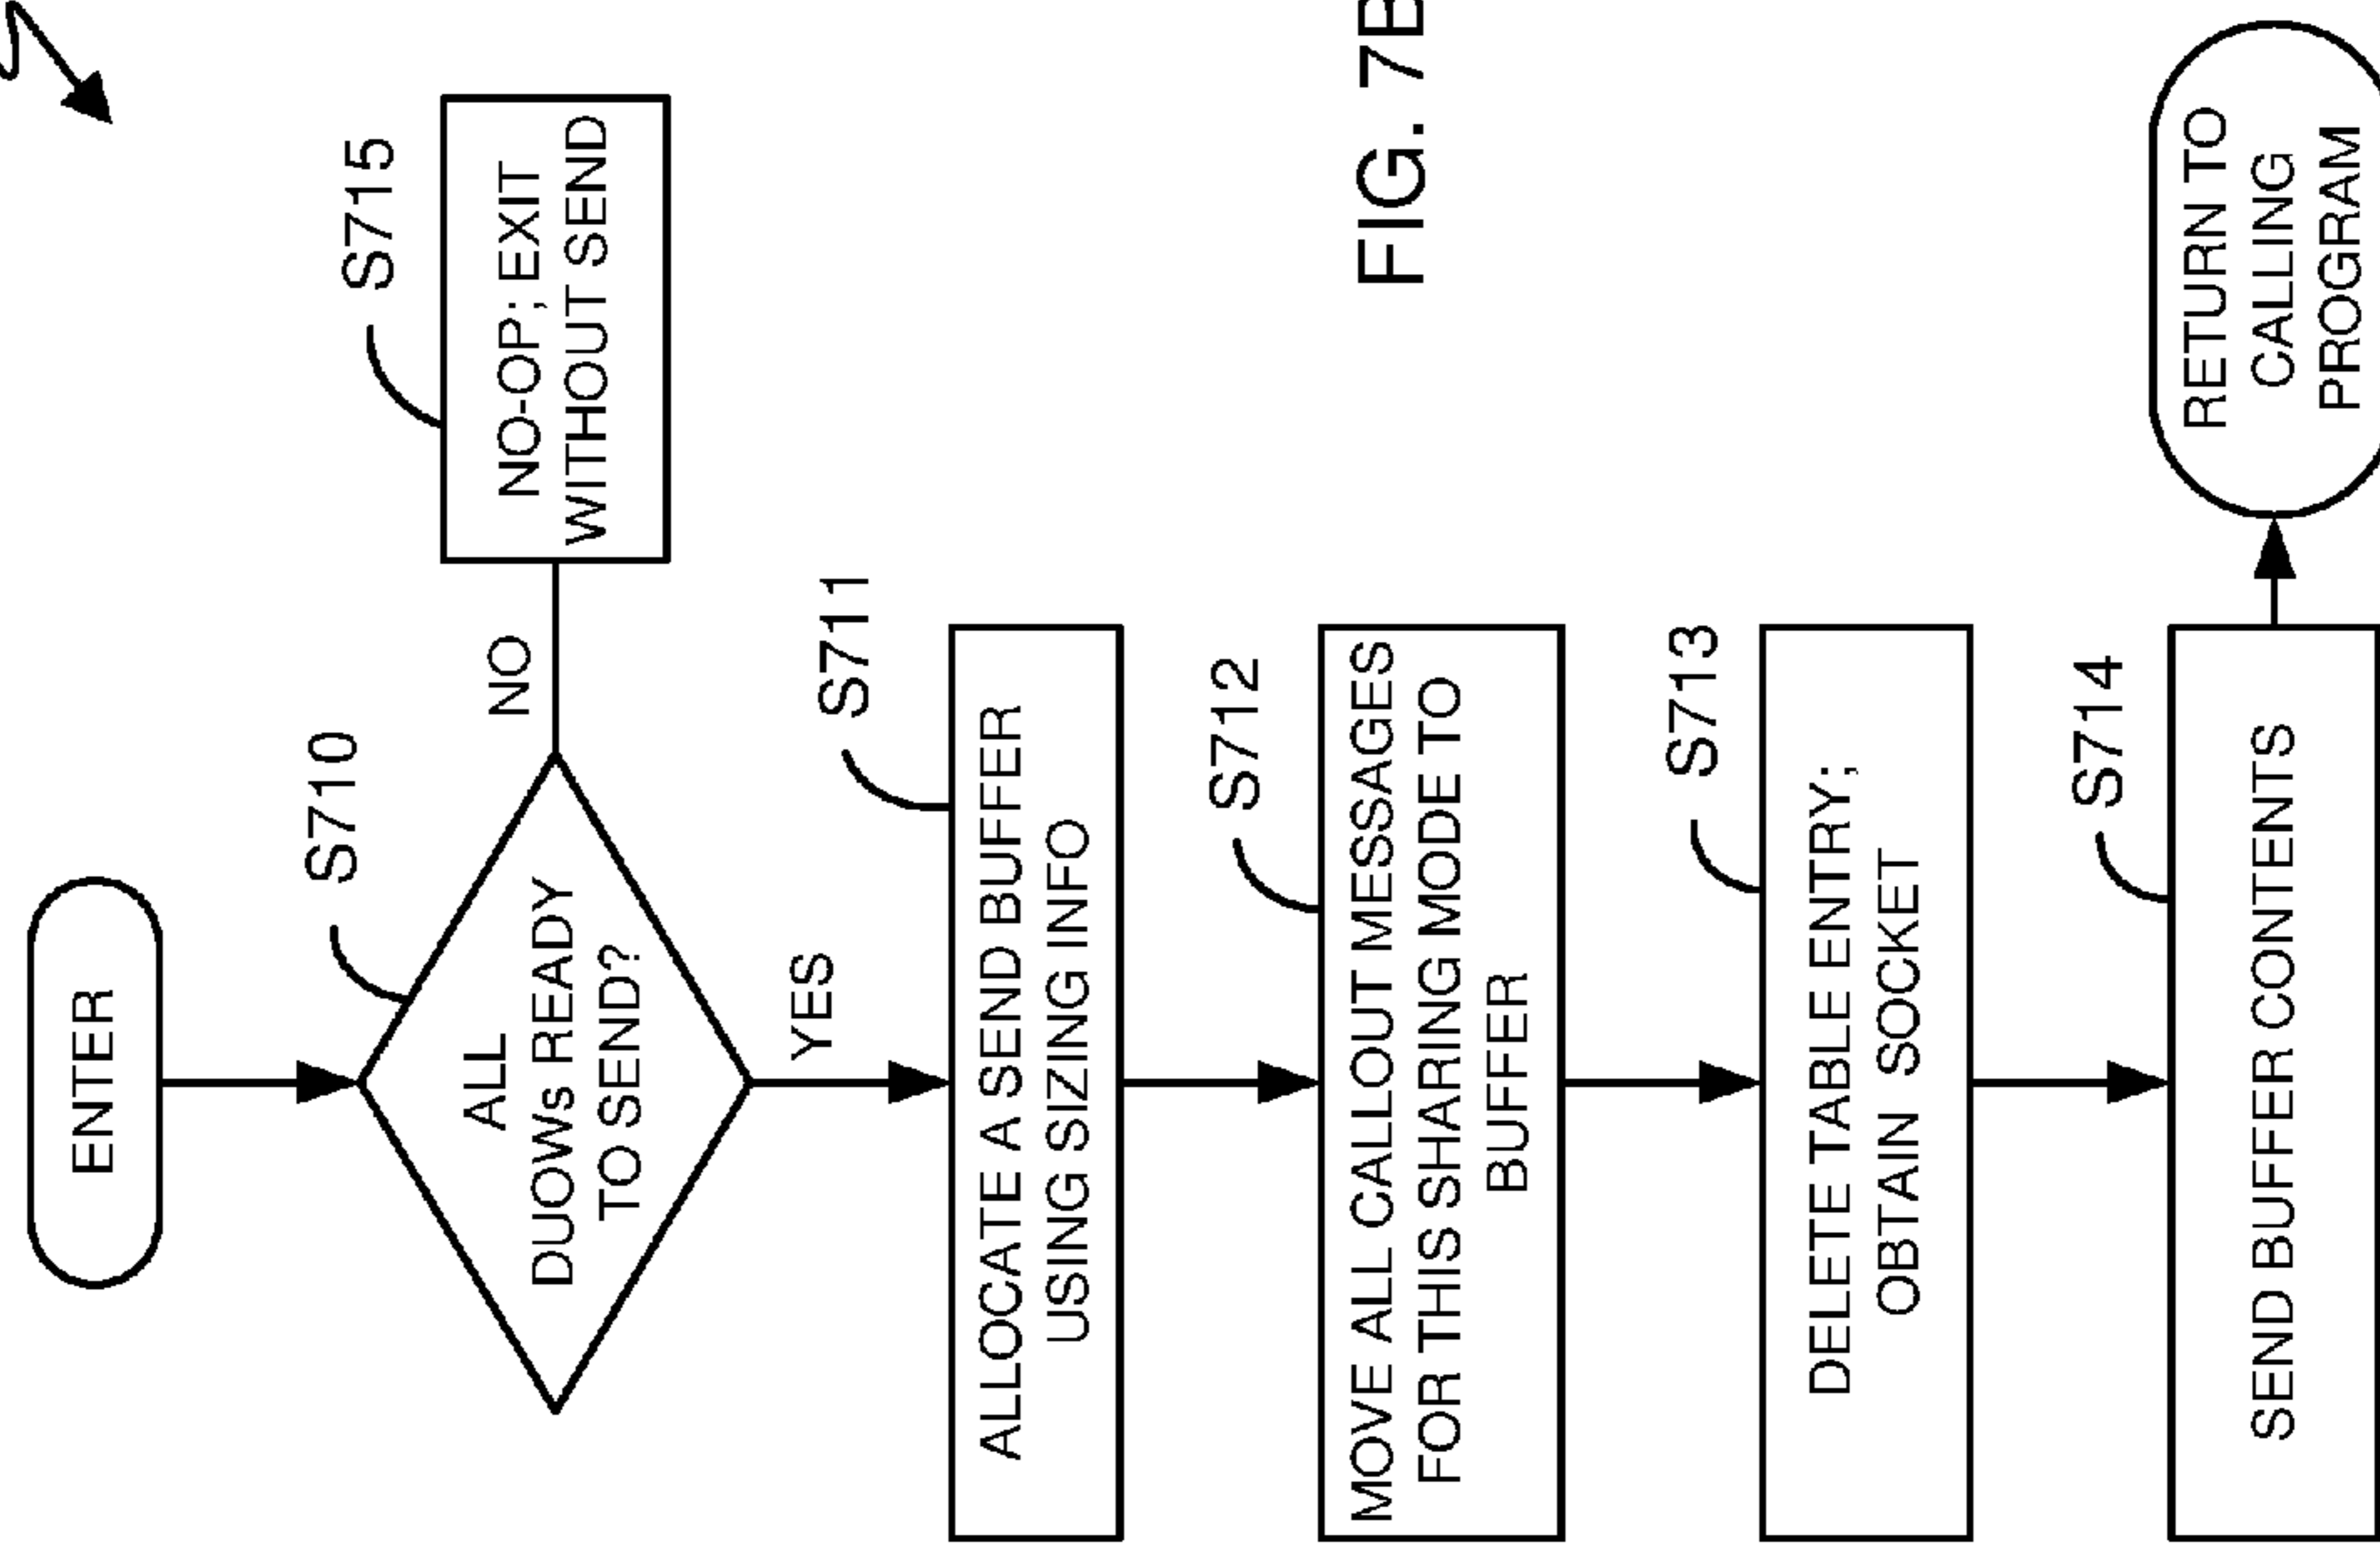 ENTER
S710
ALL
DUOWs READY
TO SEND?
NO
S715
NO-OP; EXIT
WITHOUT SEND
YES
S711
ALLOCATE A SEND BUFFER
USING SIZING INFO
S712
MOVE ALL CALLOUT MESSAGES
FOR THIS SHARING MODE TO
BUFFER
S713
DELETE TABLE ENTRY;
OBTAIN SOCKET
S714
SEND BUFFER CONTENTS
RETURN TO
CALLING
PROGRAM
FIG. 7B